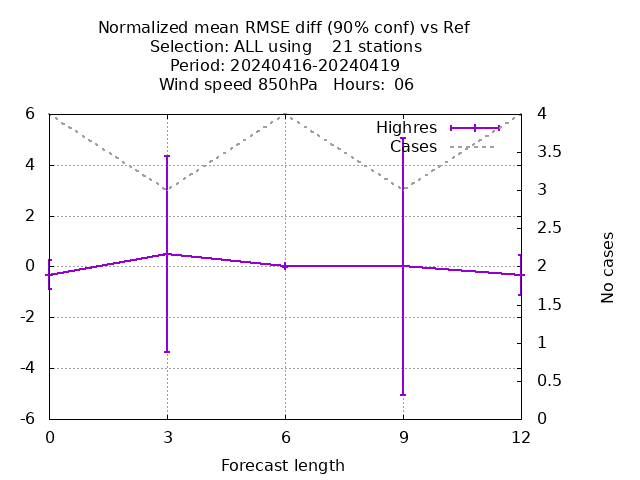 Normalized mean RMSE diff (90% conf) vs Ref
Selection: ALL using    21 stations
Period: 20240416-20240419
Wind speed 850hPa   Hours:  06
Highres
Cases
6
4
2
0
-2
-4
-6
4
3.5
3
2.5
2
1.5
1
0.5
0
No cases
0 3 6 9 12
Forecast length